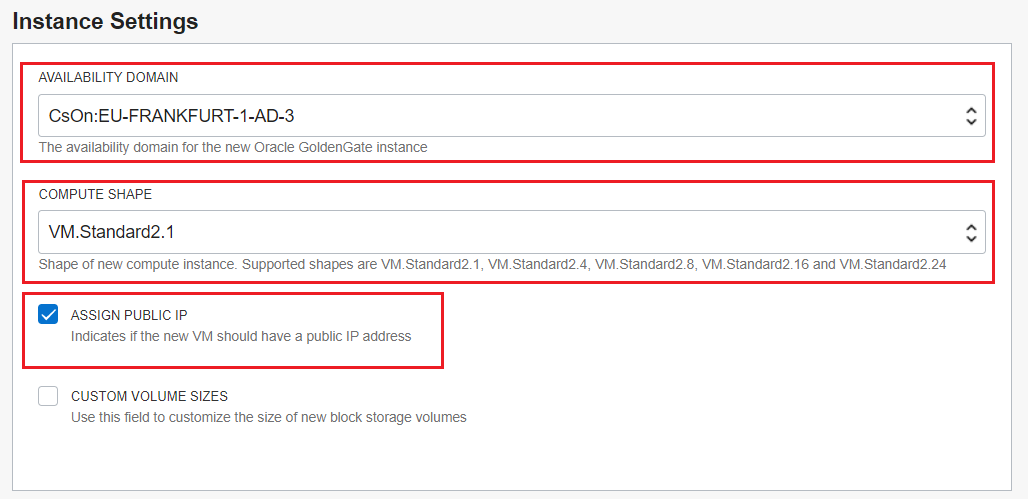 Instance Settings
AVAILABILITY DOMAIN
CsOn:EU-FRANKFURT-1-AD-3
The availability domain for the new Oracle GoldenGate instance
COMPUTE SHAPE
VM.Standard2.1
Shape of new compute instance. Supported shapes are VM.Standard2.1, VM.Standard2.4, VM.Standard2.8, VM.Standard2.16 and VM.Standard2.24
ASSIGN PUBLIC IP
Indicates if the new VM should have a public IP address
CUSTOM VOLUME SIZES
Use this field to customize the size of new block storage volumes